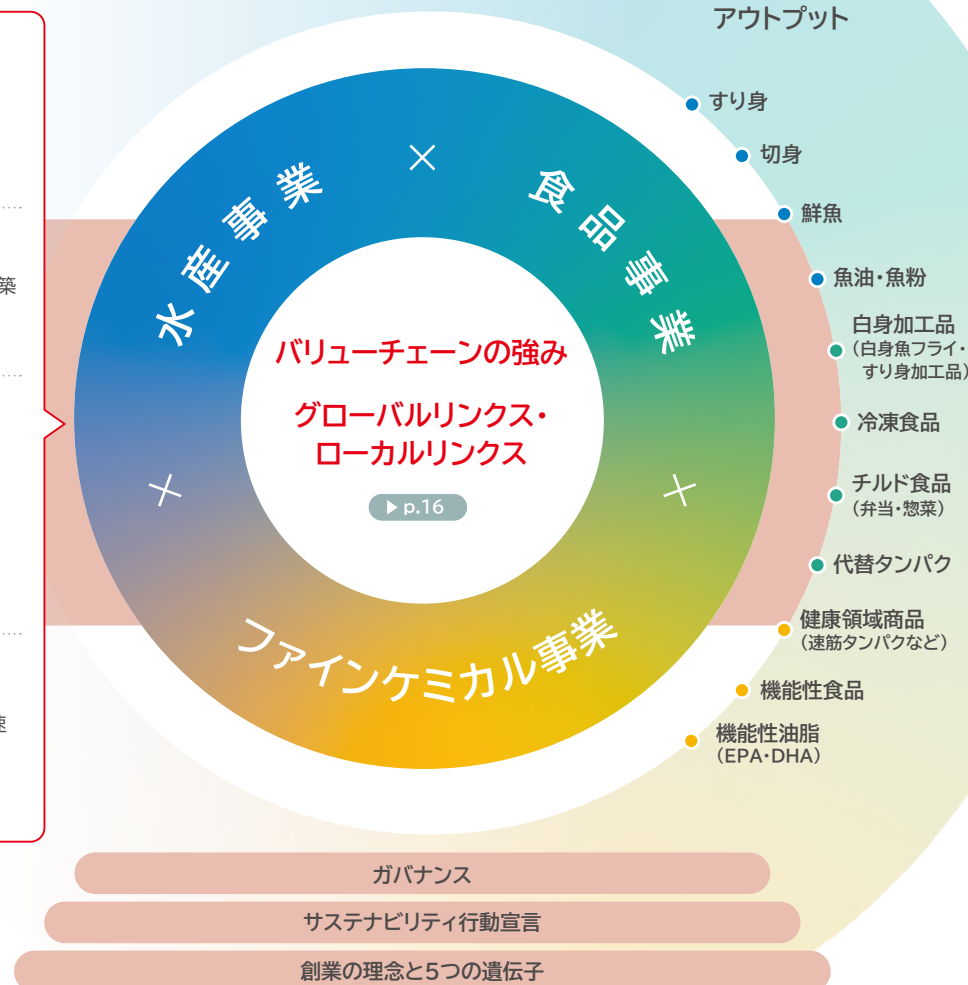 アウトプット
築
速
水産事業
×
食品事業
×
ファインケミカル事業
×
バリューチェーンの強み
グローバルリンクス・
ローカルリンクス
▶ p.16
すり身
切身
鮮魚
魚油・魚粉
白身加工品
(白身魚フライ・
すり身加工品)
冷凍食品
チルド食品
(弁当・惣菜)
代替タンパク
健康領域商品
(速筋タンパクなど)
機能性食品
機能性油脂
(EPA・DHA)
ガバナンス
サステナビリティ行動宣言
創業の理念と5つの遺伝子